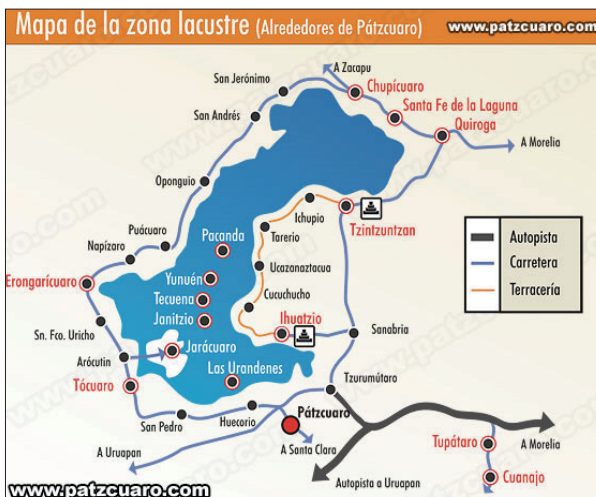 Mapa de la zona lacustre (Alrededores de Pátzcuaro) www.patzcuaro.com
A Zacapu
San Jerónimo
Chupícuaro
Santa Fe de la Laguna
San Andrés
Quiroga
A Morelia
Oponguio
Ichupio
Tzintzuntzan
Puácuaro
Tarerio
Pacanda
Napízaro
Autopista
Ucazanaztacua
Carretera
Yunuén
Erongarícuaro
Terracería
Tecuena
Cucuchucho
Janitzio
Sn. Fco. Uricho
Ihuatzio
Sanabria
Jarácuaro
Arócutin
Las Urandenes
Tócuaro
Tzurumútaro
San Pedro
Huecorio
Pátzcuaro
A Morelia
Tupátaro
A Uruapan
A Santa Clara
Cuanajo
Autopista a Uruapan
www.patzcuaro.com